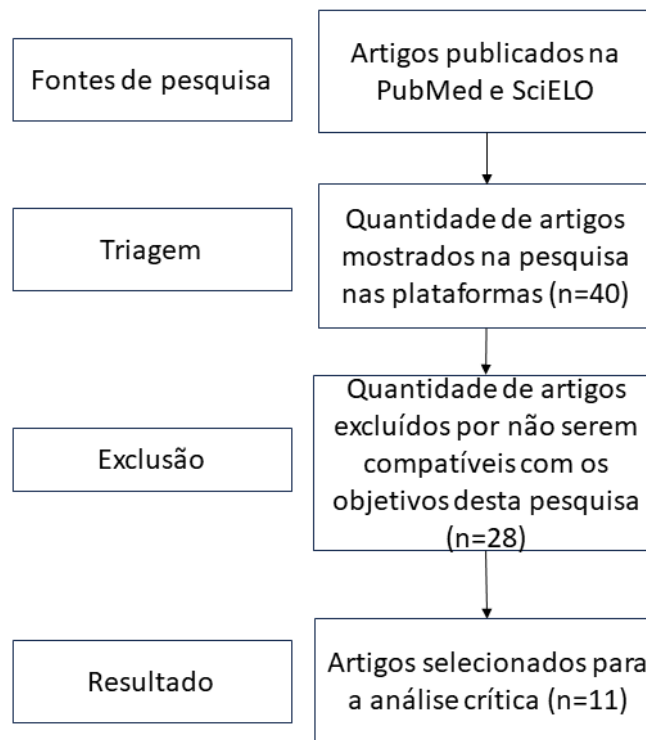 Fontes de pesquisa
Artigos publicados na
PubMed e SciELO
Triagem
Quantidade de artigos
mostrados na pesquisa
nas plataformas (n=40)
Exclusão
Quantidade de artigos
excluídos por não serem
compatíveis com os
objetivos desta pesquisa
(n=28)
Resultado
Artigos selecionados para
a análise crítica (n=11)